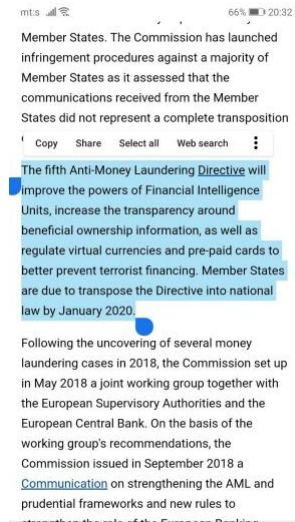 mt:s 66% 20:32
Member States. The Commission has launched
infringement procedures against a majority of
Member States as it assessed that the
communications received from the Member
States did not represent a complete transposition
Copy Share Select all Web search
The fifth Anti-Money Laundering Directive will
improve the powers of Financial Intelligence
Units, increase the transparency around
beneficial ownership information, as well as
regulate virtual currencies and pre-paid cards to
better prevent terrorist financing. Member States
are due to transpose the Directive into national
law by January 2020.
Following the uncovering of several money
laundering cases in 2018, the Commission set up
in May 2018 a joint working group together with
the European Supervisory Authorities and the
European Central Bank. On the basis of the
working group's recommendations, the
Commission issued in September 2018 a
Communication on strengthening the AML and
prudential frameworks and new rules to
strengthen the role of the European Banking